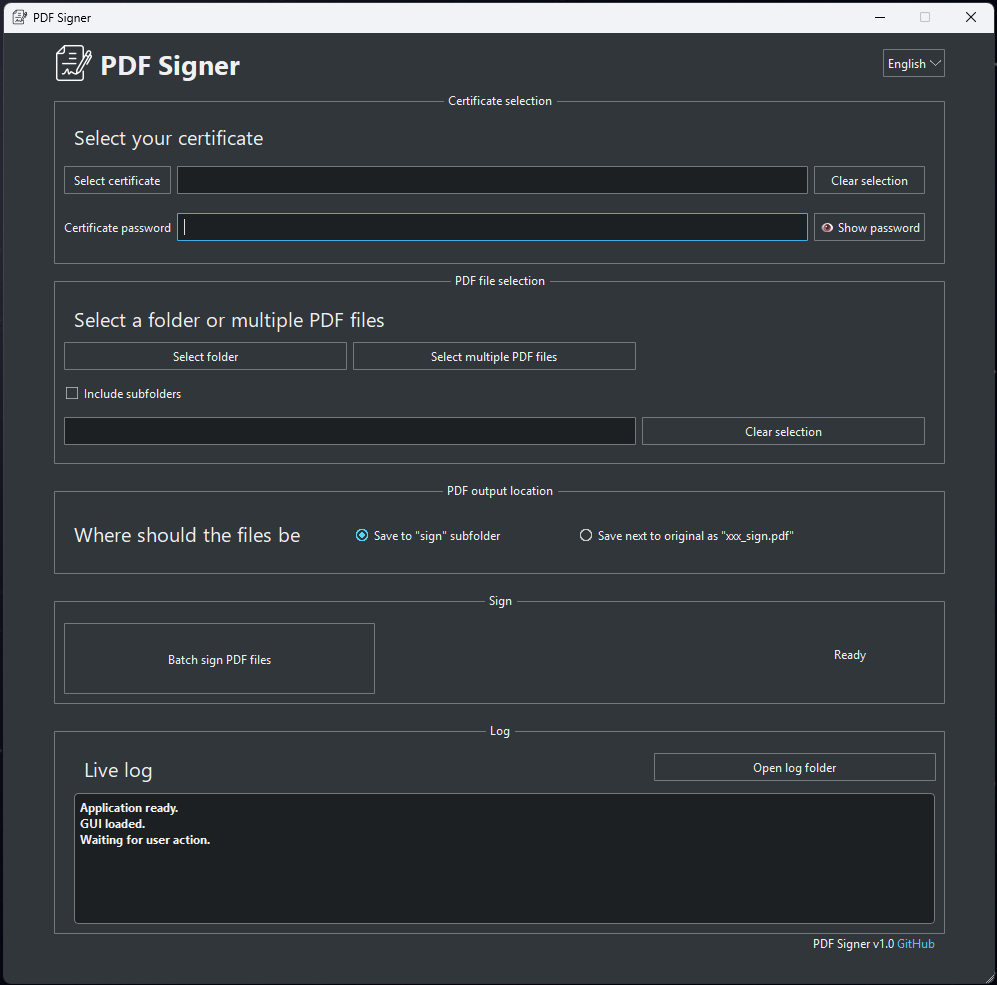 PDF Signer
PDF Signer
English
Certificate selection
Select your certificate
Select certificate
Clear selection
Certificate password
Show password
PDF file selection
Select a folder or multiple PDF files
Select folder
Select multiple PDF files
Include subfolders
Clear selection
PDF output location
Where should the files be
Save to "sign" subfolder
Save next to original as "xxx_sign.pdf"
Sign
Batch sign PDF files
Ready
Log
Live log
Open log folder
Application ready.
GUI loaded.
Waiting for user action.
PDF Signer v1.0 GitHub